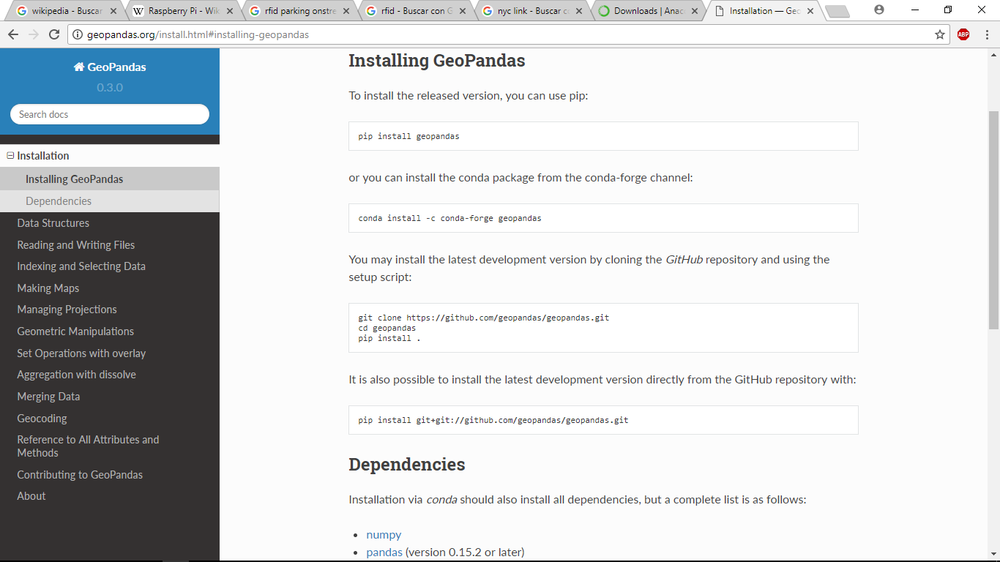 wikipedia - Buscar
Raspberry Pi - Wik
rfid parking onstre
rfid - Buscar con G
nyc link - Buscar co
Downloads | Anac
Installation — Geo
geopandas.org/install.html#installing-geopandas
ABP
GeoPandas
0.3.0
Search docs
Installation
Installing GeoPandas
Dependencies
Data Structures
Reading and Writing Files
Indexing and Selecting Data
Making Maps
Managing Projections
Geometric Manipulations
Set Operations with overlay
Aggregation with dissolve
Merging Data
Geocoding
Reference to All Attributes and
Methods
Contributing to GeoPandas
About
Installing GeoPandas
To install the released version, you can use pip:
pip install geopandas
or you can install the conda package from the conda-forge channel:
conda install -c conda-forge geopandas
You may install the latest development version by cloning the GitHub repository and using the
setup script:
git clone https://github.com/geopandas/geopandas.git
cd geopandas
pip install .
It is also possible to install the latest development version directly from the GitHub repository with:
pip install git+git://github.com/geopandas/geopandas.git
Dependencies
Installation via conda should also install all dependencies, but a complete list is as follows:
• numpy
• pandas (version 0.15.2 or later)